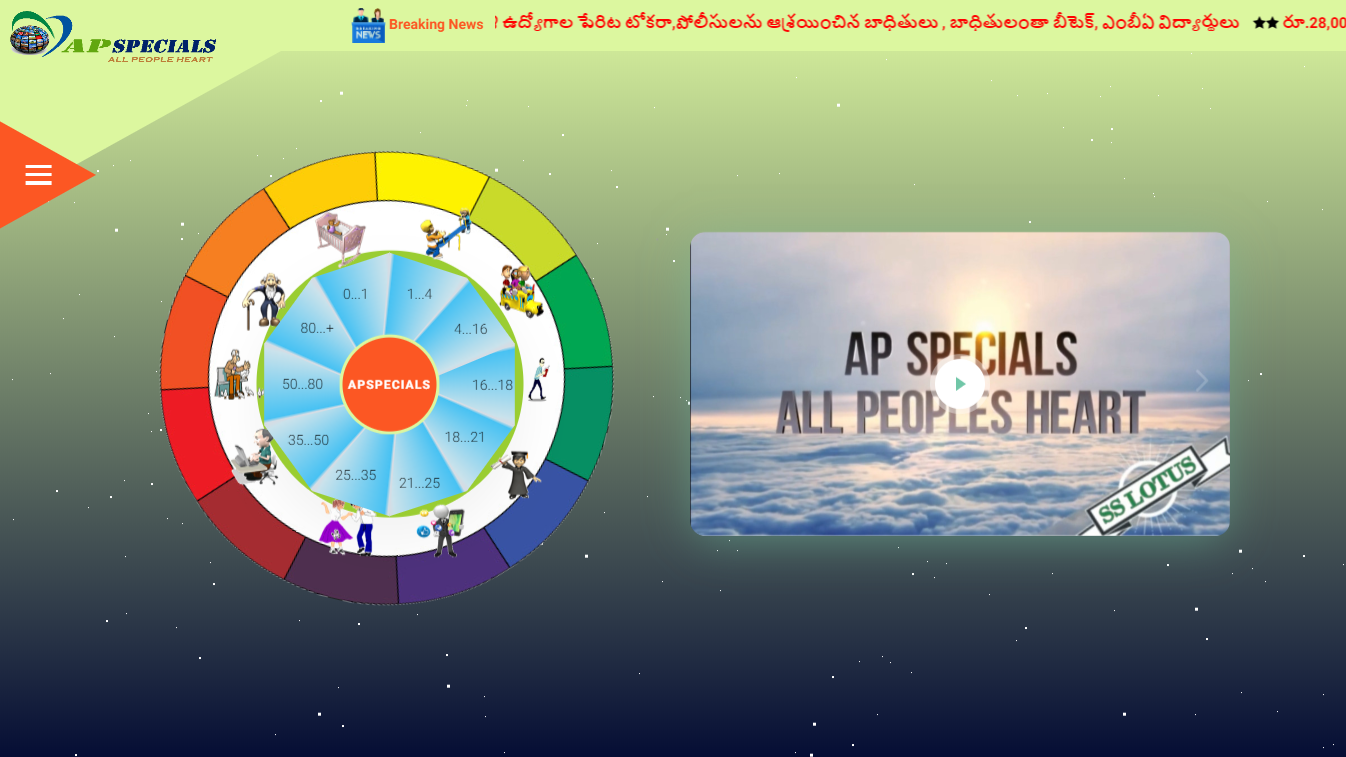 AP SPECIALS
ALL PEOPLE HEART
Breaking News
NEWS
ఉద్యోగాల పేరిట టోకరా,పోలీసులను ఆశ్రయించిన బాధితులు , బాధితులంతా బీటెక్, ఎంబీఏ విద్యార్థులు ★★ రూ.28,00
0...1
1...4
4...16
16...18
18...21
21...25
25...35
35...50
50...80
80...+
APSPECIALS
AP SPECIALS
ALL PEOPLES HEART
SS LOTUS